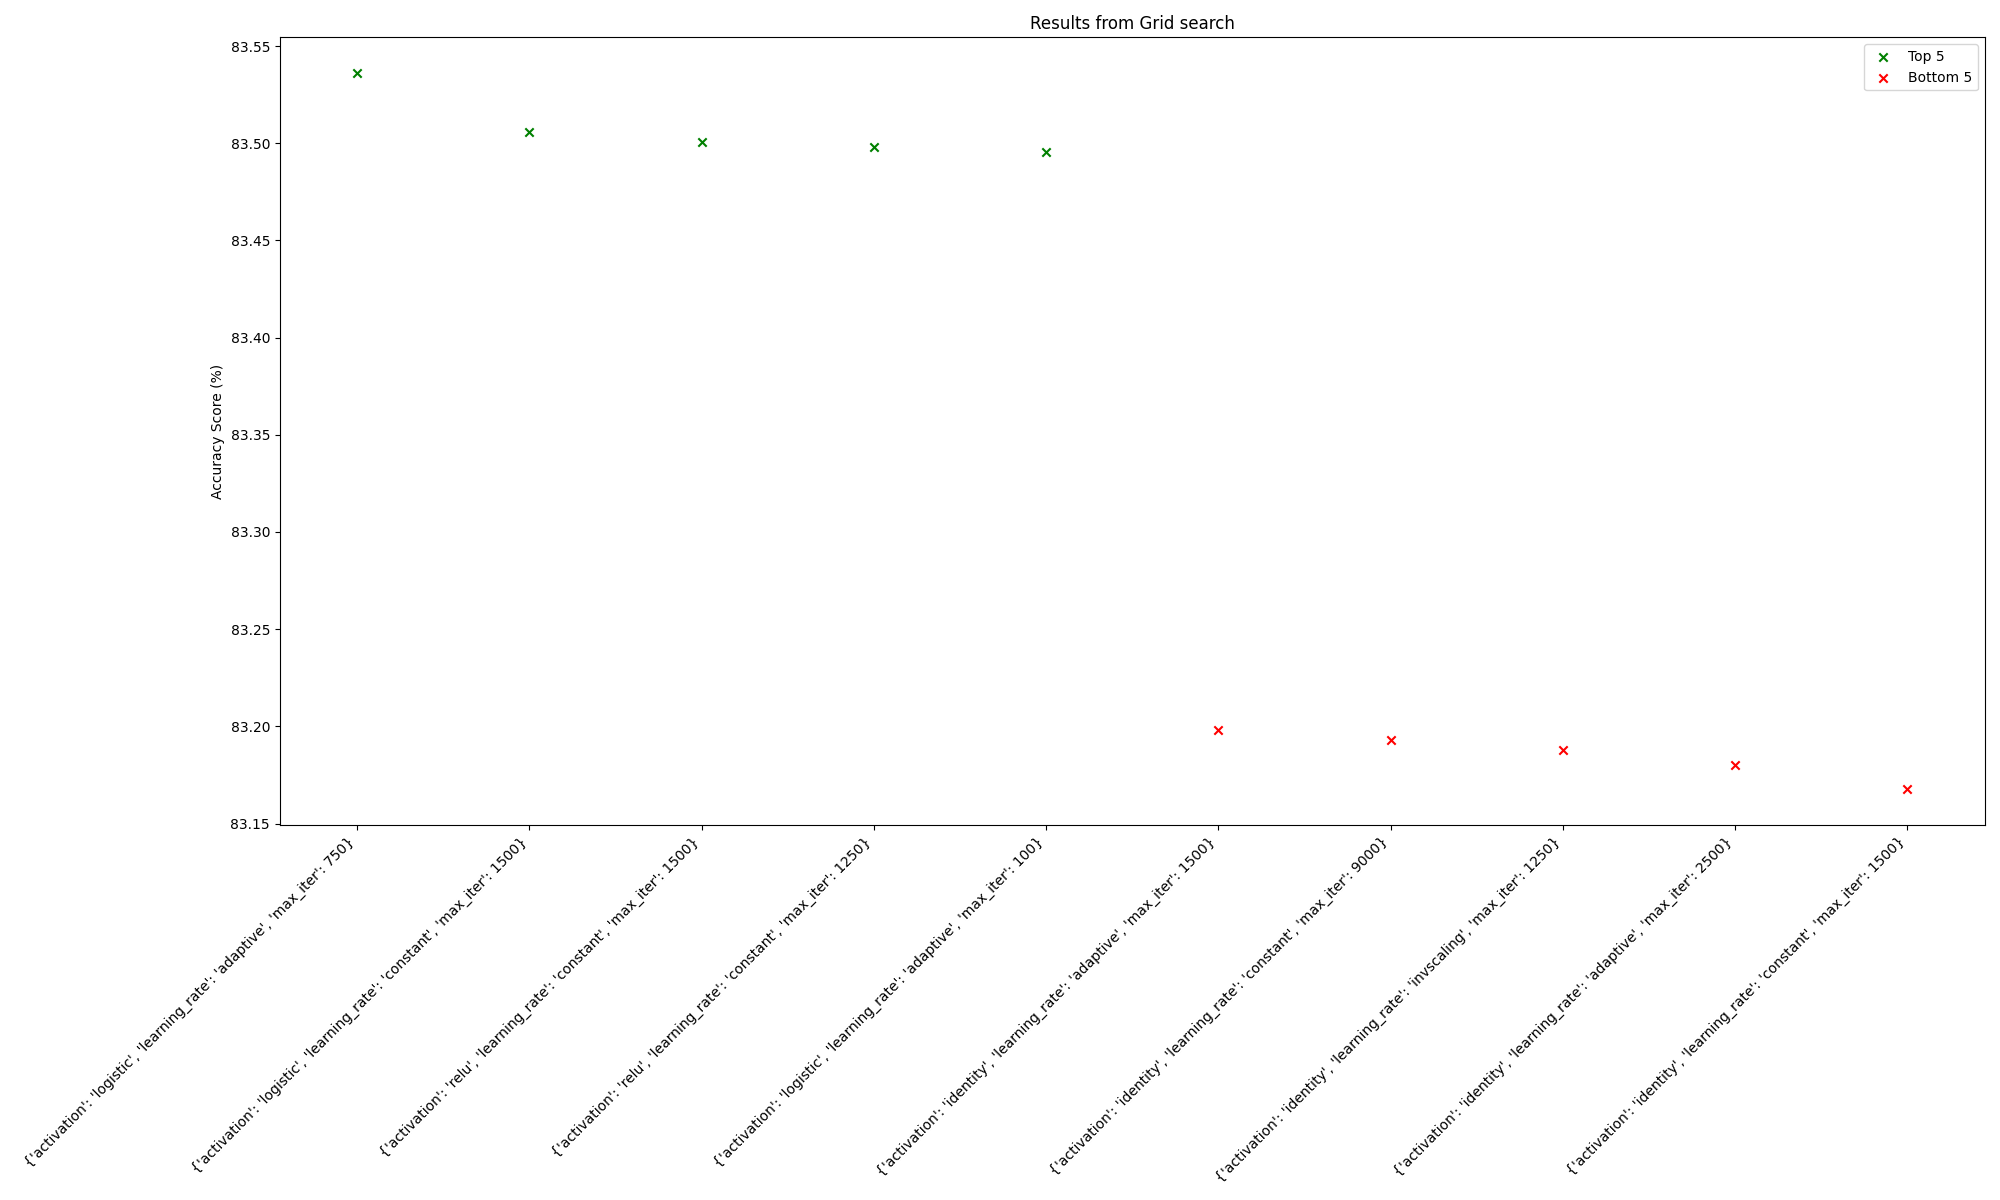 Results from Grid search
Top 5
Bottom 5
Accuracy Score (%)
83.55
83.50
83.45
83.40
83.35
83.30
83.25
83.20
83.15
{'activation': 'logistic', 'learning_rate': 'adaptive', 'max_iter': 750}
{'activation': 'logistic', 'learning_rate': 'constant', 'max_iter': 1500}
{'activation': 'relu', 'learning_rate': 'constant', 'max_iter': 1500}
{'activation': 'relu', 'learning_rate': 'constant', 'max_iter': 1250}
{'activation': 'logistic', 'learning_rate': 'adaptive', 'max_iter': 100}
{'activation': 'identity', 'learning_rate': 'adaptive', 'max_iter': 1500}
{'activation': 'identity', 'learning_rate': 'constant', 'max_iter': 9000}
{'activation': 'identity', 'learning_rate': 'invscaling', 'max_iter': 1250}
{'activation': 'identity', 'learning_rate': 'adaptive', 'max_iter': 2500}
{'activation': 'identity', 'learning_rate': 'constant', 'max_iter': 1500}